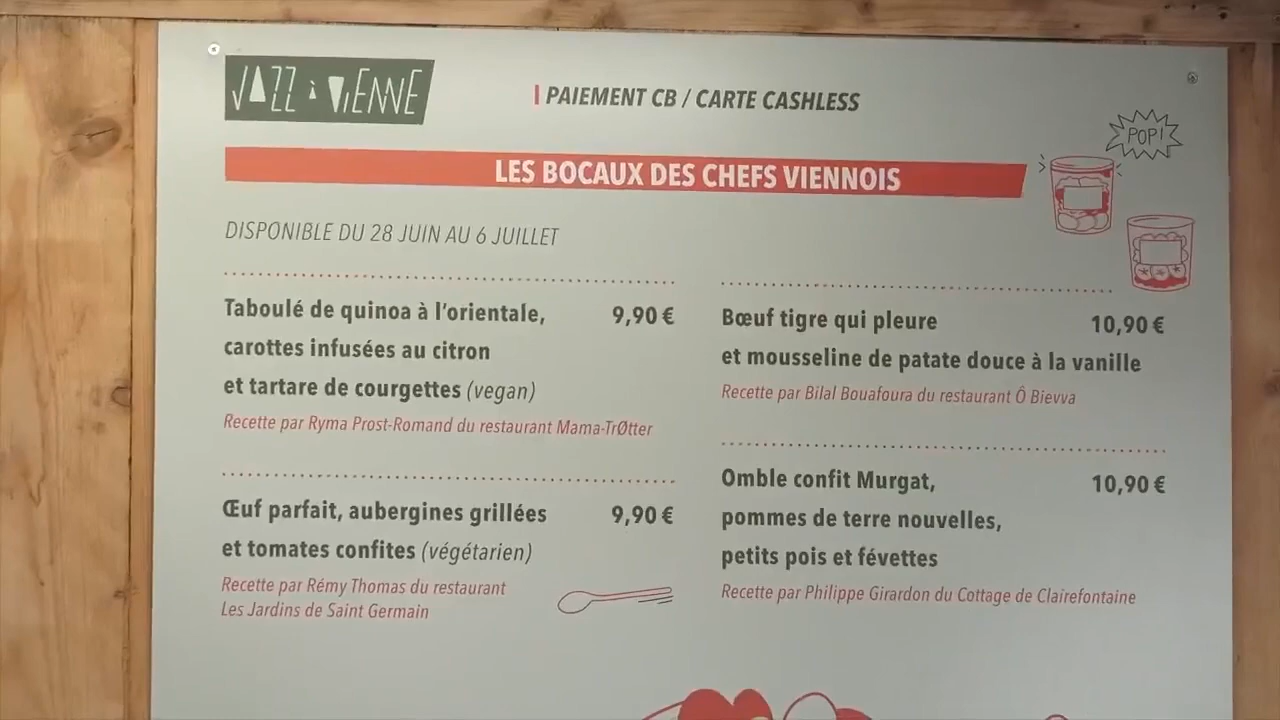 JAZZ à VIENNE
PAIEMENT CB / CARTE CASHLESS
POP!
LES BOCAUX DES CHEFS VIENNOIS
DISPONIBLE DU 28 JUIN AU 6 JUILLET
Taboulé de quinoa à l'orientale, 9,90 €
carottes infusées au citron
et tartare de courgettes (vegan)
Recette par Ryma Prost-Romand du restaurant Mama-TrØtter
Œuf parfait, aubergines grillées 9,90 €
et tomates confites (végétarien)
Recette par Rémy Thomas du restaurant
Les Jardins de Saint Germain
Bœuf tigre qui pleure 10,90 €
et mousseline de patate douce à la vanille
Recette par Bilal Bouafoura du restaurant Ô Bievva
Omble confit Murgat, 10,90 €
pommes de terre nouvelles,
petits pois et févettes
Recette par Philippe Girardon du Cottage de Clairefontaine